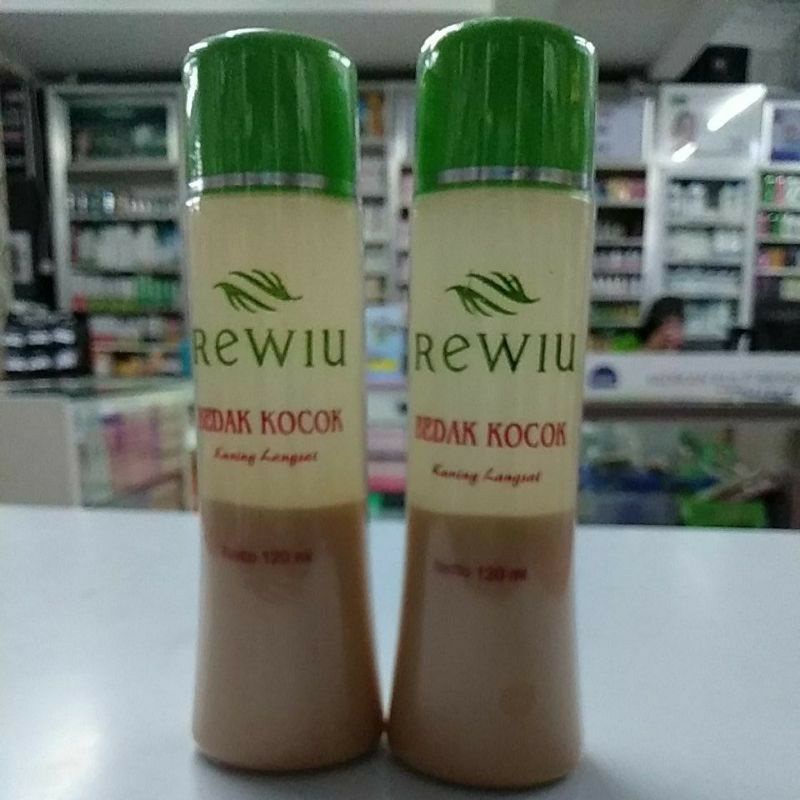 REWIU
BEDAK KOCOK
Kuning Langsat
Netto 120 ml
REWIU
BEDAK KOCOK
Kuning Langsat
Netto 120 ml